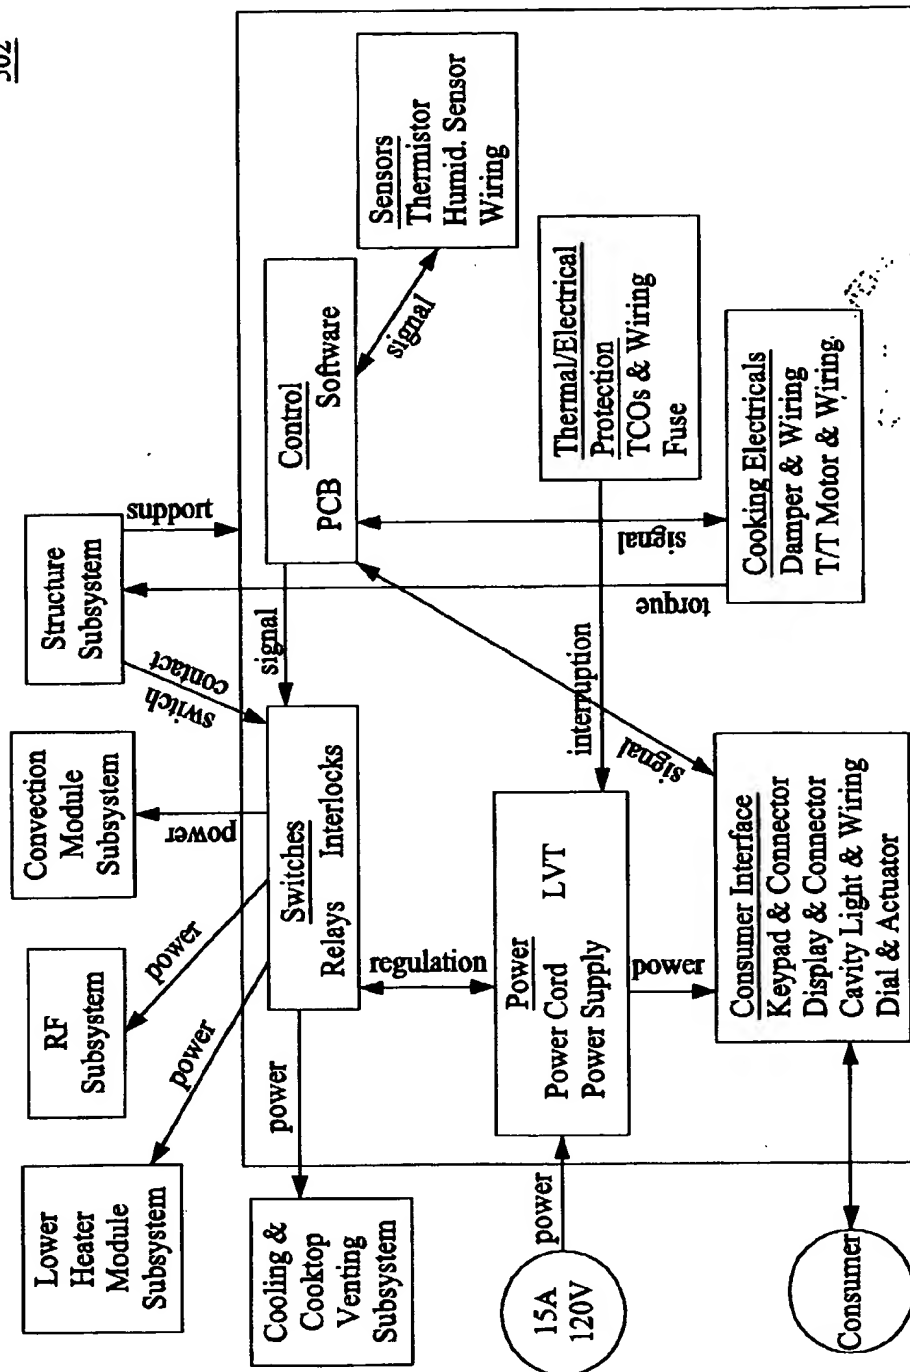 Lower
Heater
Module
Subsystem
RF
Subsystem
Convection
Module
Subsystem
Structure
Subsystem
power
power
power
switch
contact
support
Cooling &
Cooktop
Venting
Subsystem
power
Switches
Relays Interlocks
signal
Control
PCB Software
signal
Sensors
Thermistor
Humid. Sensor
Wiring
regulation
15A
120V
power
Power
Power Cord LVT
Power Supply
interruption
Thermal/Electrical
Protection
TCOs & Wiring
Fuse
power
signal
torque
signal
Consumer
Consumer Interface
Keypad & Connector
Display & Connector
Cavity Light & Wiring
Dial & Actuator
Cooking Electricals
Damper & Wiring
T/T Motor & Wiring.